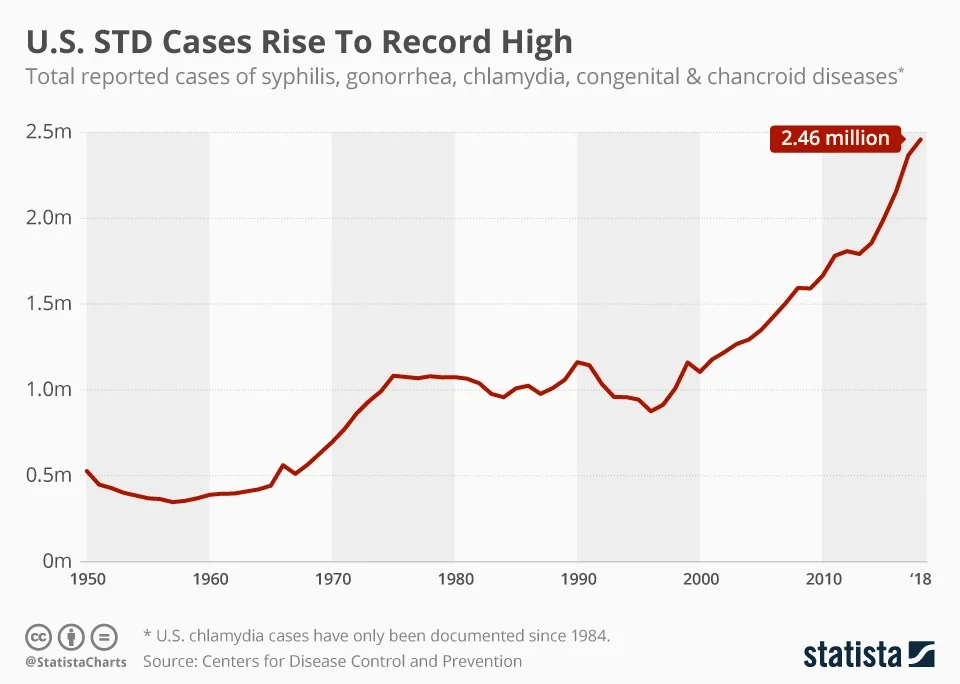 U.S. STD Cases Rise To Record High
Total reported cases of syphilis, gonorrhea, chlamydia, congenital & chancroid diseases*
2.5m
2.46 million
2.0m
1.5m
1.0m
0.5m
0m
1950 1960 1970 1980 1990 2000 2010 ‘18
cc
* U.S. chlamydia cases have only been documented since 1984.
@StatistaCharts
Source: Centers for Disease Control and Prevention
statista